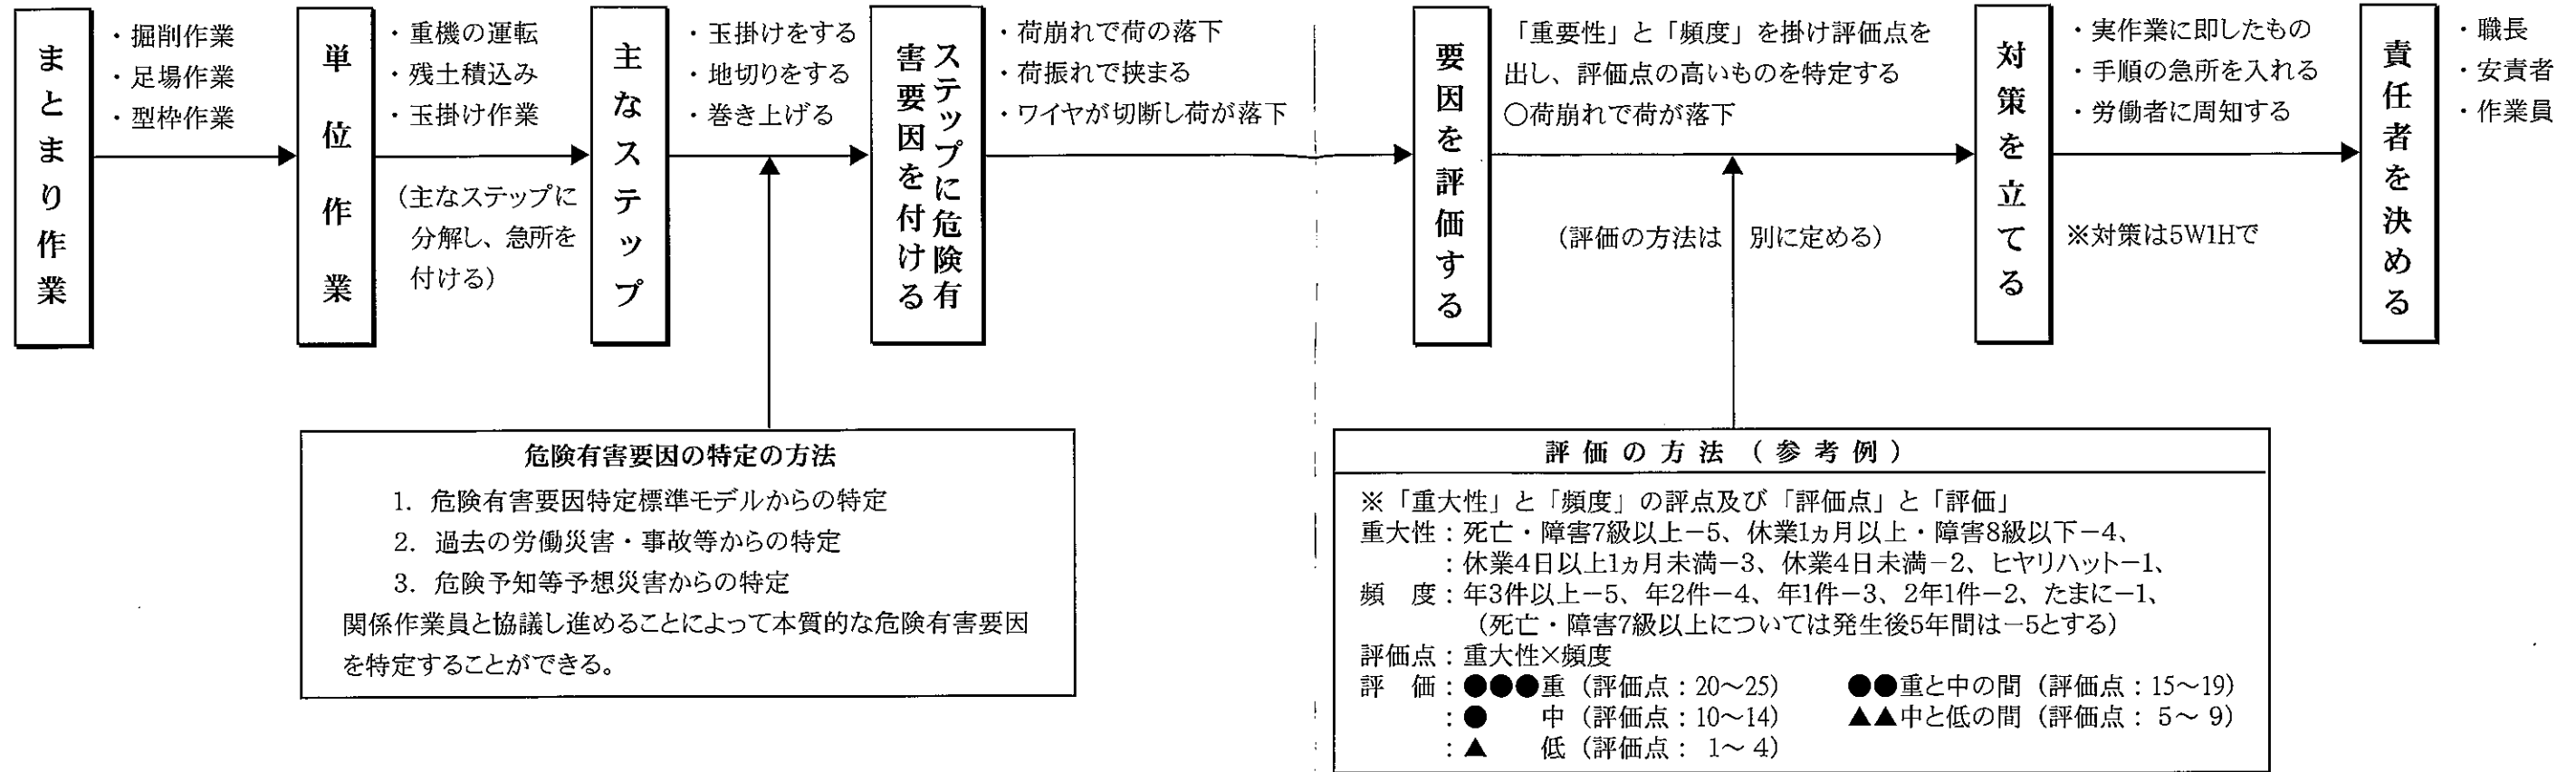 まとまり作業
・掘削作業
・足場作業
・型枠作業
単位作業
・重機の運転
・残土積込み
・玉掛け作業
（主なステップに
分解し、急所を
付ける）
主なステップ
・玉掛けをする
・地切りをする
・巻き上げる
ステップに危険有
害要因を付ける
・荷崩れで荷の落下
・荷振れで挟まる
・ワイヤが切断し荷が落下
要因を評価する
「重要性」と「頻度」を掛け評価点を
出し、評価点の高いものを特定する
○荷崩れで荷が落下
（評価の方法は 別に定める）
対策を立てる
・実作業に即したもの
・手順の急所を入れる
・労働者に周知する
※対策は5W1Hで
責任者を決める
・職長
・安責者
・作業員
危険有害要因の特定の方法
1. 危険有害要因特定標準モデルからの特定
2. 過去の労働災害・事故等からの特定
3. 危険予知等予想災害からの特定
関係作業員と協議し進めることによって本質的な危険有害要因
を特定することができる。
評価の方法（参考例）
※「重大性」と「頻度」の評点及び「評価点」と「評価」
重大性：死亡・障害7級以上−5、休業1ヵ月以上・障害8級以下−4、
：休業4日以上1ヵ月未満−3、休業4日未満−2、ヒヤリハット−1、
頻　度：年3件以上−5、年2件−4、年1件−3、2年1件−2、たまに−1、
（死亡・障害7級以上については発生後5年間は−5とする）
評価点：重大性×頻度
評　価：●●●重（評価点：20〜25）　●●重と中の間（評価点：15〜19）
：●　中（評価点：10〜14）　▲▲中と低の間（評価点： 5〜 9）
：▲　低（評価点： 1〜 4）